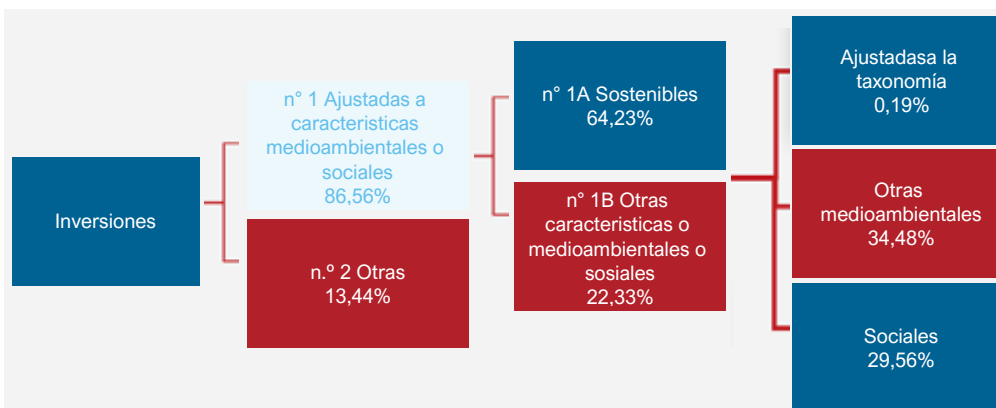 Inversiones
n° 1 Ajustadas a
caracteristicas
medioambientales o
sociales
86,56%
n.º 2 Otras
13,44%
n° 1A Sostenibles
64,23%
n° 1B Otras
caracteristicas o
medioambientales o
sosiales
22,33%
Ajustadasa la
taxonomía
0,19%
Otras
medioambientales
34,48%
Sociales
29,56%